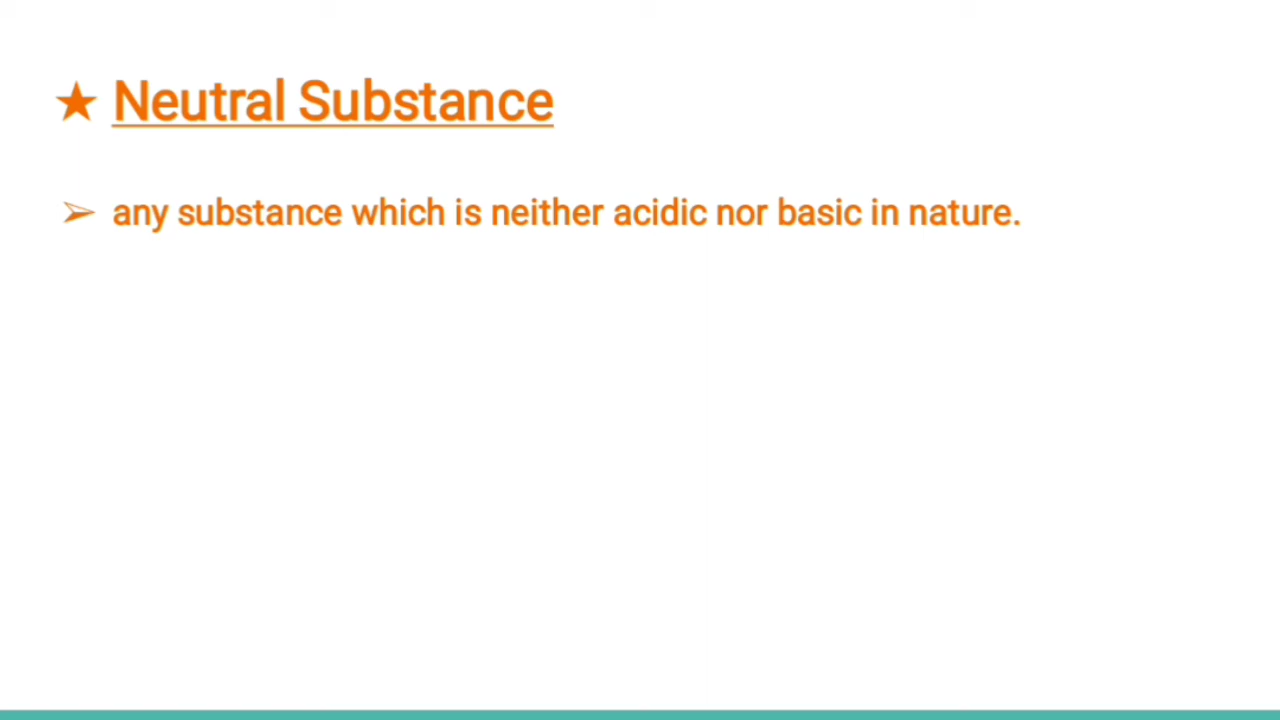 ★ Neutral Substance
➢ any substance which is neither acidic nor basic in nature.